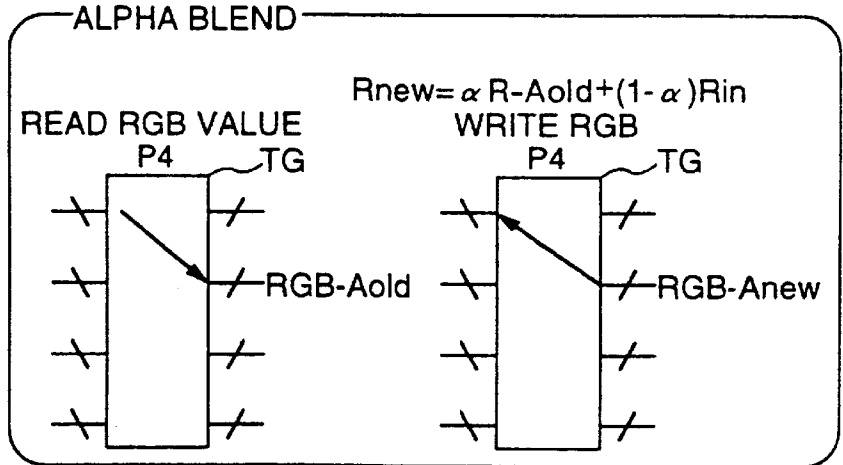 ALPHA BLEND
READ RGB VALUE
P4
TG
RGB-Aold
Rnew=αR-Aold+(1-α)Rin
WRITE RGB
P4
TG
RGB-Anew